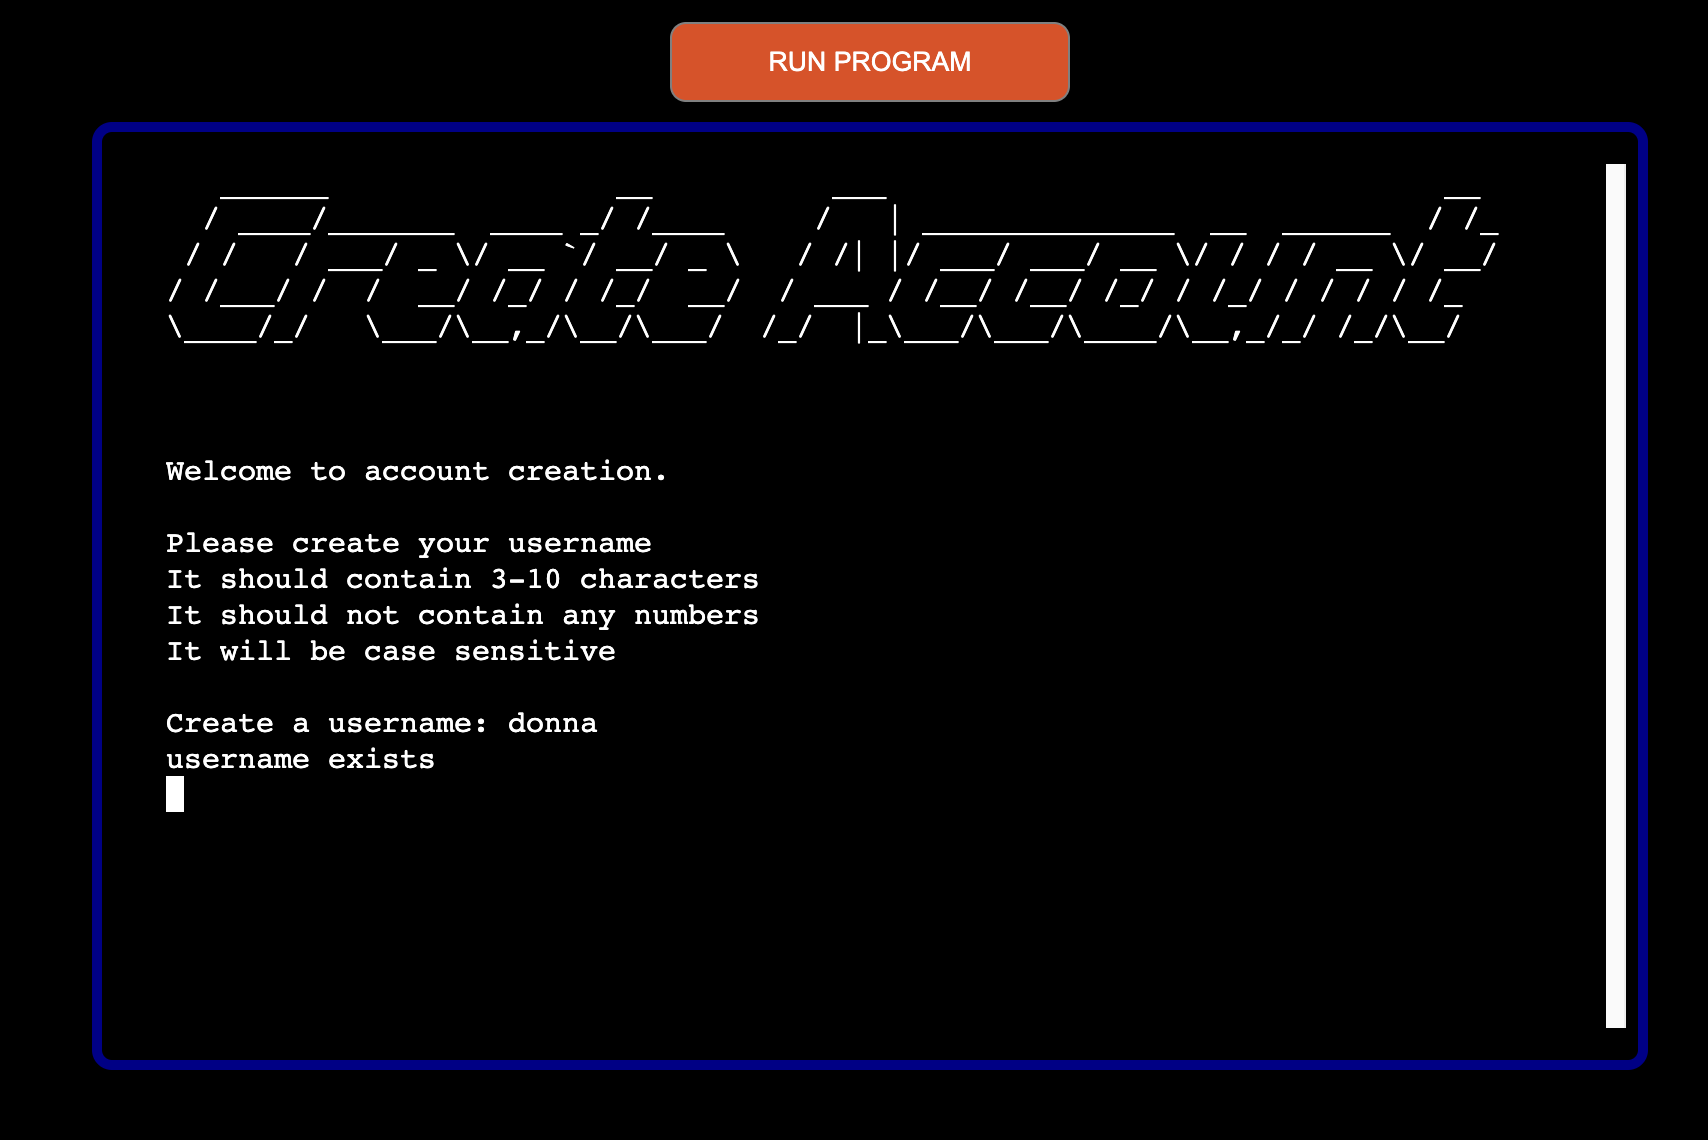 RUN PROGRAM
Create Account
Welcome to account creation.
Please create your username
It should contain 3-10 characters
It should not contain any numbers
It will be case sensitive
Create a username: donna
username exists